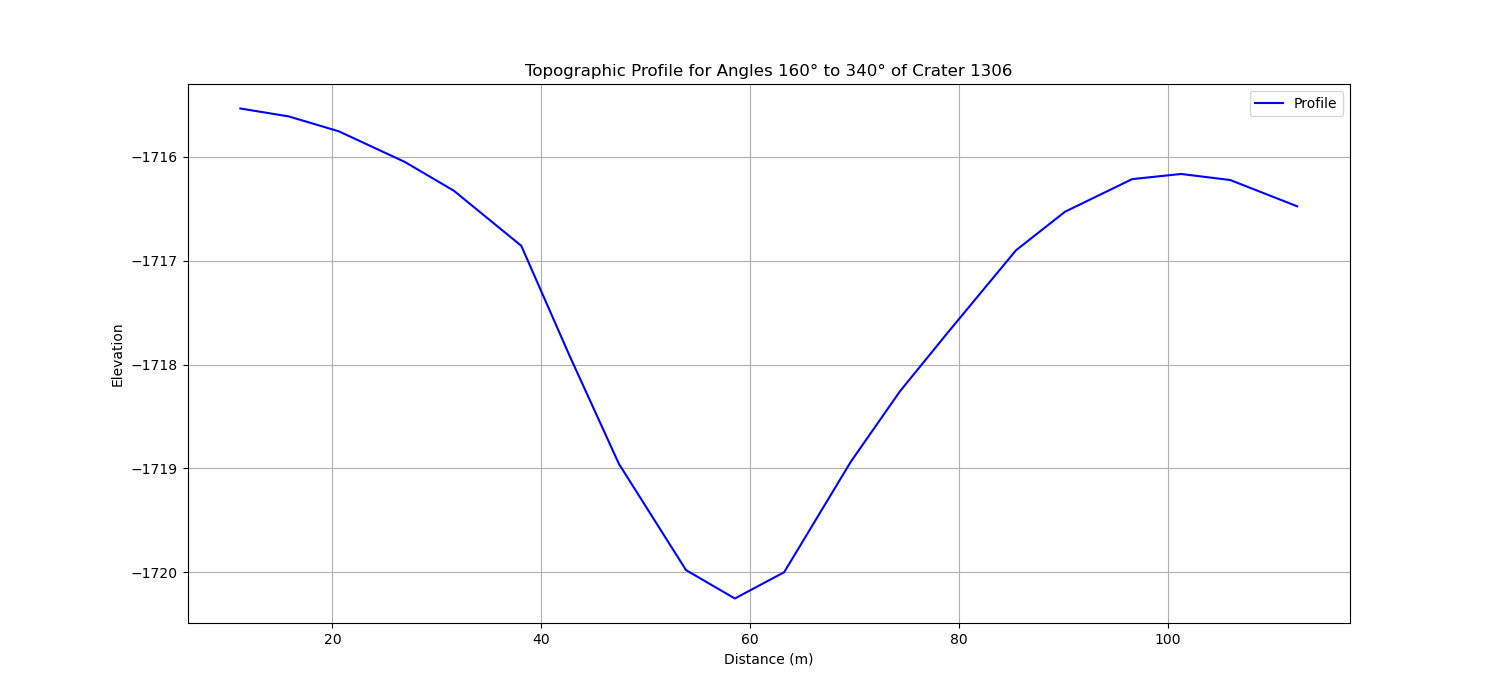 Topographic Profile for Angles 160° to 340° of Crater 1306
Profile
−1716
−1717
−1718
−1719
−1720
Elevation
20 40 60 80 100
Distance (m)